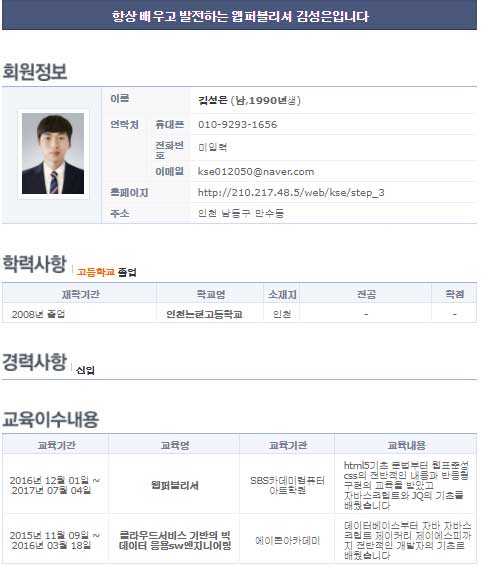 항상 배우고 발전하는 웹퍼블리셔 김성은입니다
회원정보
이름 김성은 (남,1990년생)
연락처 휴대폰 010-9293-1656
전화번호 미입력
이메일 kse012050@naver.com
홈페이지 http://210.217.48.5/web/kse/step_3
주소 인천 남동구 만수동
학력사항 고등학교 졸업
재학기간 학교명 소재지 전공 학점
2008년 졸업 인천논현고등학교 인천 - -
경력사항 신입
교육이수내용
교육기간 교육명 교육기관 교육내용
2016년 12월 01일 ~
2017년 07월 04일
웹퍼블리셔
SBS카데미컴퓨터
아트학원
html5기초 문법부터 웹표준성
css의 전반적인 내용과 반응형
구현의 교육를 받았고
자바스크립트와 JQ의 기초를
배웠습니다
2015년 11월 09일 ~
2016년 03월 18일
클라우드서비스 기반의 빅
데이터 응용sw엔지니어링
에이콘아카데미
데이터베이스부터 자바 자바스
크립트 제이쿼리 제이에스피까
지 전반적인 개발자의 기초로
배웠습니다